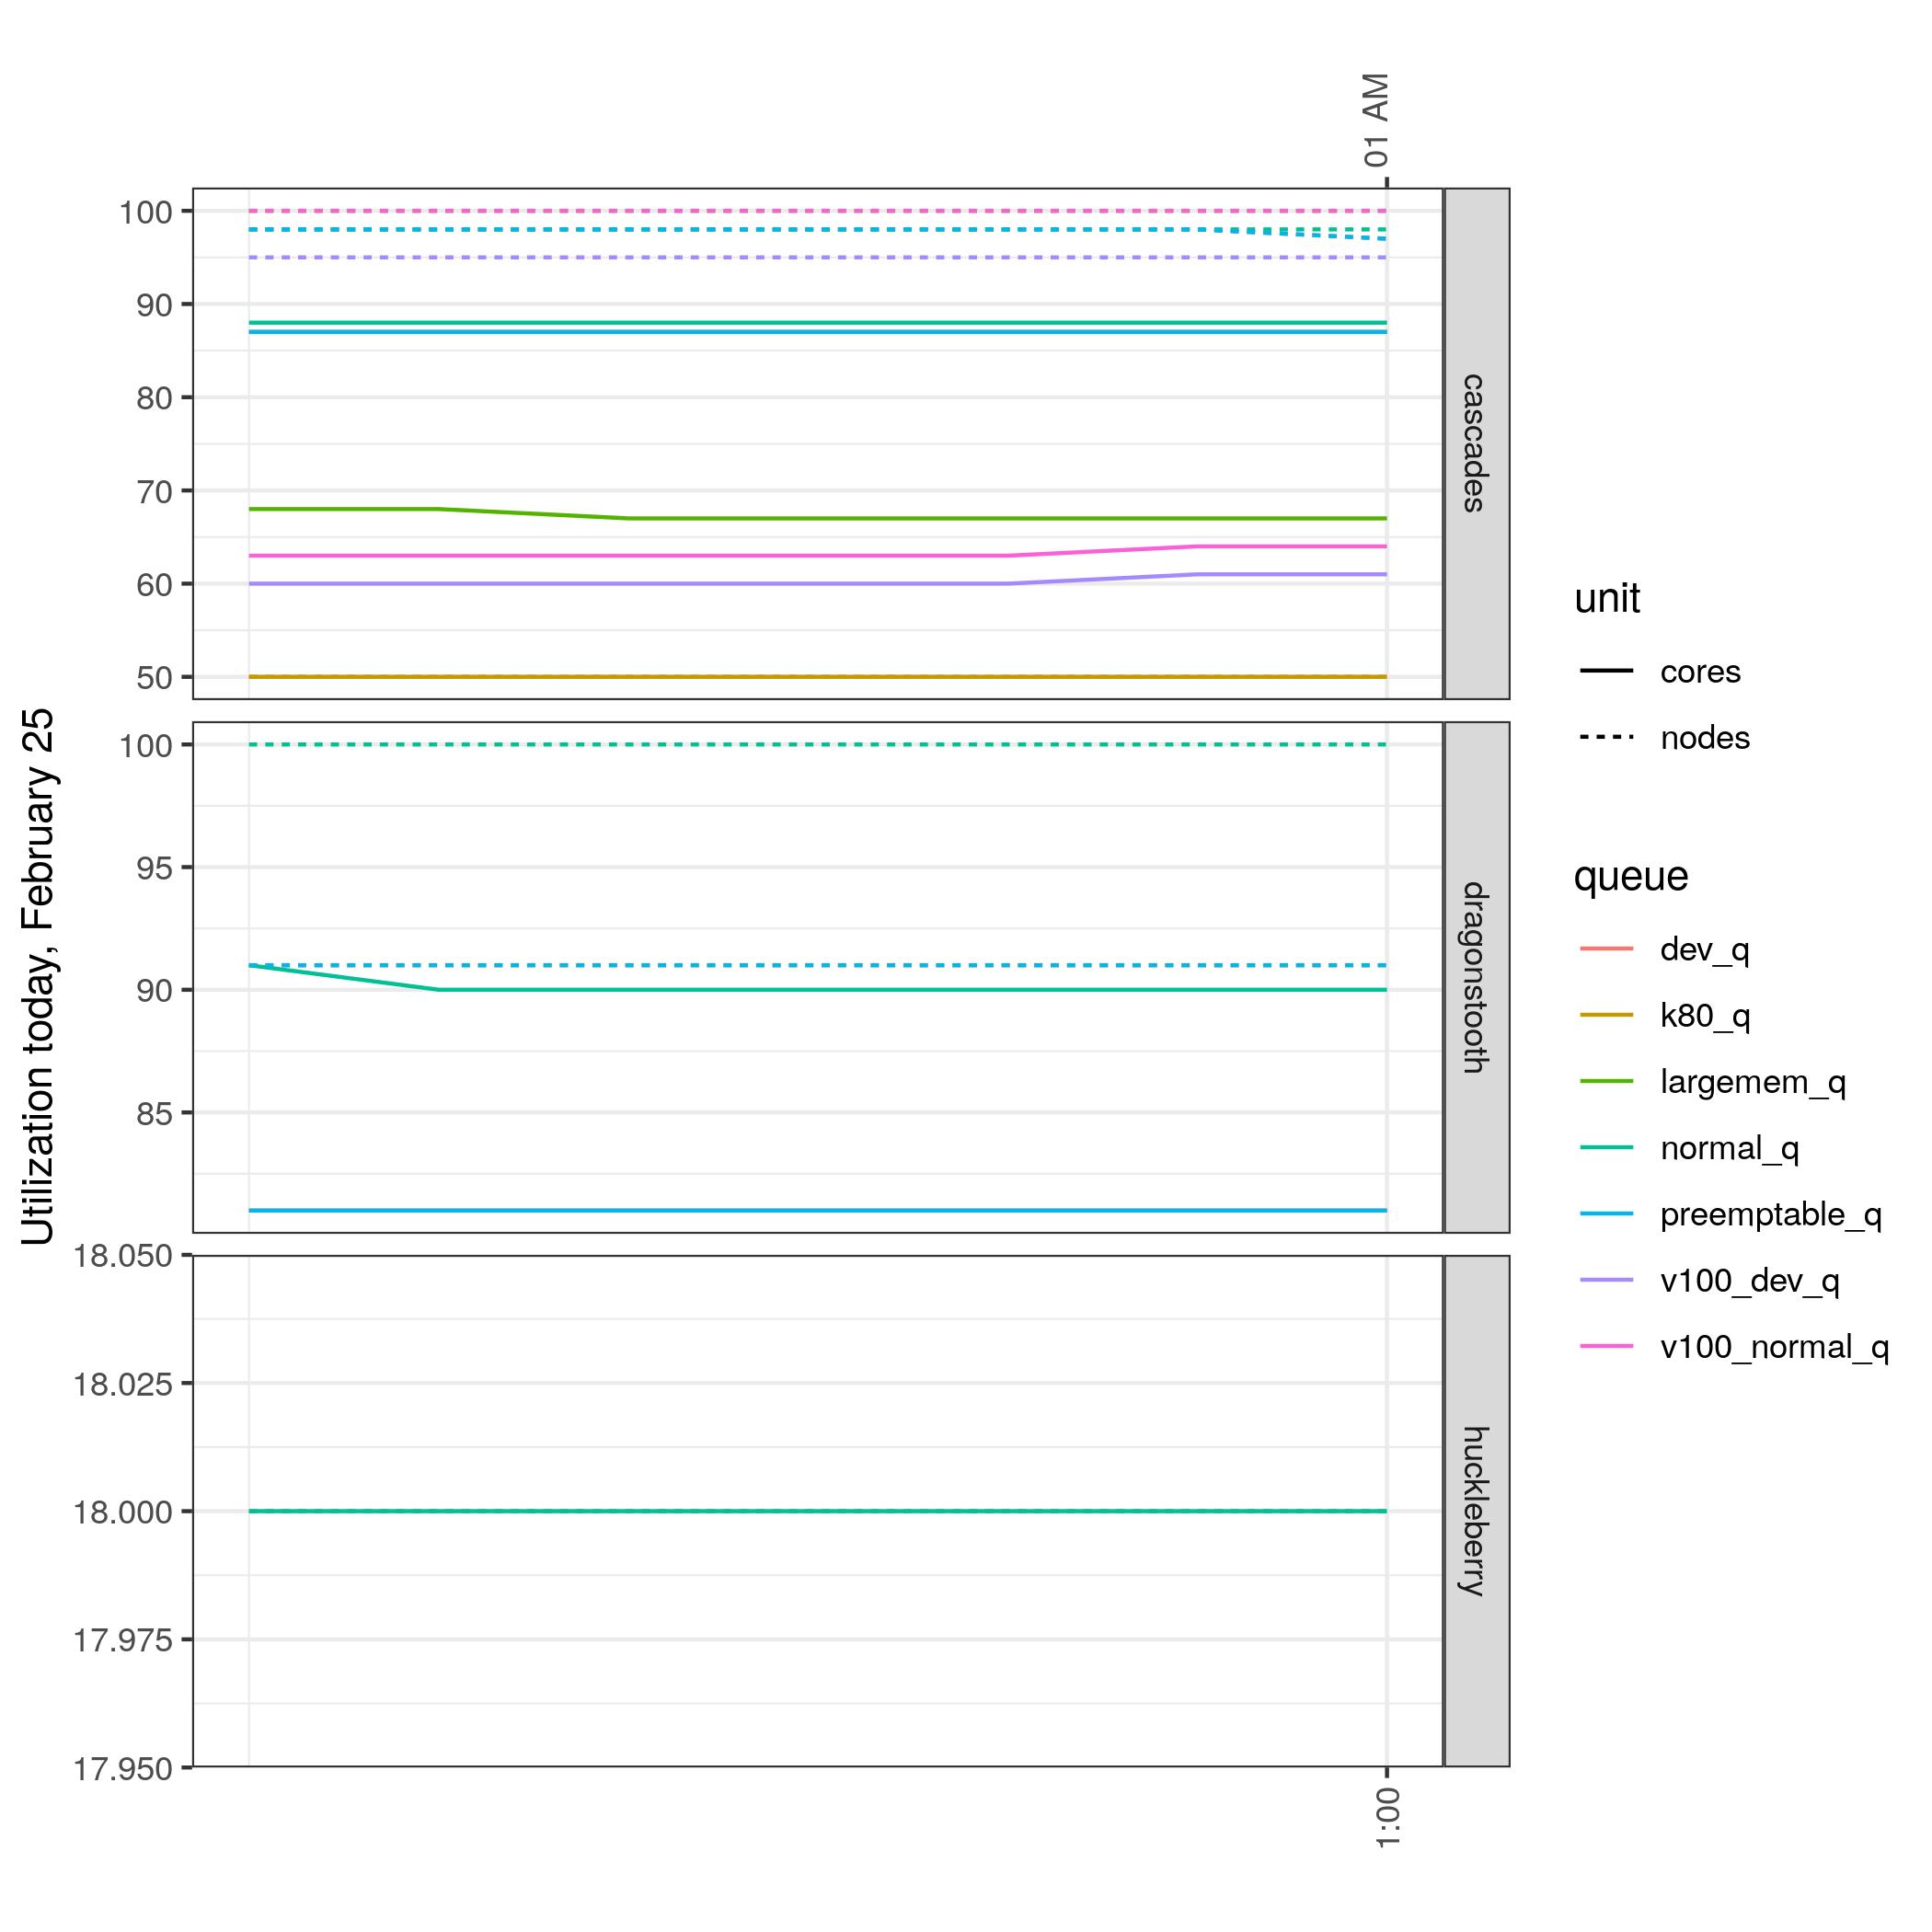 01 AM
100
90
80
70
60
50
cascades
100
95
90
85
dragonstooth
18.050
18.025
18.000
17.975
17.950
huckleberry
1:00
Utilization today, February 25
unit
cores
nodes
queue
dev_q
k80_q
largemem_q
normal_q
preemptable_q
v100_dev_q
v100_normal_q